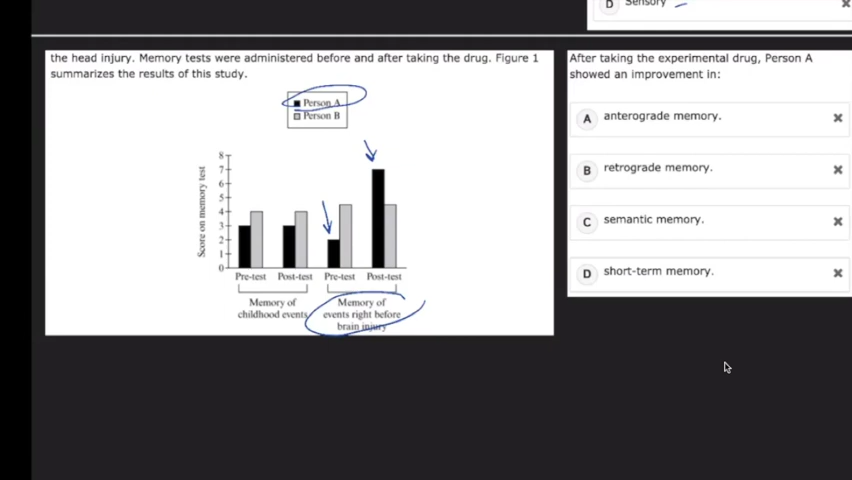 D Sensory
the head injury. Memory tests were administered before and after taking the drug. Figure 1
summarizes the results of this study.
Person A
Person B
Score on memory test
8
7
6
5
4
3
2
1
0
Pre-test Post-test Pre-test Post-test
Memory of
childhood events
Memory of
events right before
brain injury
After taking the experimental drug, Person A
showed an improvement in:
A anterograde memory.
B retrograde memory.
C semantic memory.
D short-term memory.